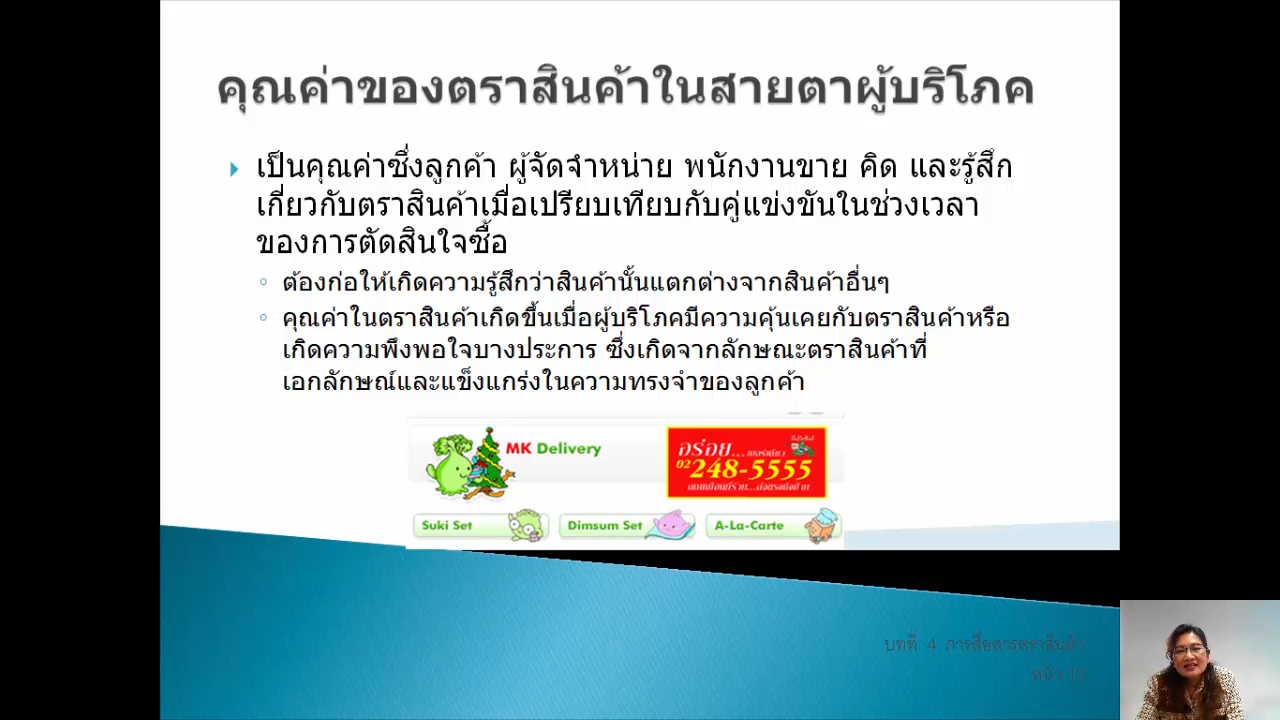 คุณค่าของตราสินค้าในสายตาผู้บริโภค
เป็นคุณค่าซึ่งลูกค้า ผู้จัดจำหน่าย พนักงานขาย คิด และรู้สึก
เกี่ยวกับตราสินค้าเมื่อเปรียบเทียบกับคู่แข่งขันในช่วงเวลา
ของการตัดสินใจซื้อ
ต้องก่อให้เกิดความรู้สึกว่าสินค้านั้นแตกต่างจากสินค้าอื่นๆ
คุณค่าในตราสินค้าเกิดขึ้นเมื่อผู้บริโภคมีความคุ้นเคยกับตราสินค้าหรือ
เกิดความพึงพอใจบางประการ ซึ่งเกิดจากลักษณะตราสินค้าที่
เอกลักษณ์และแข็งแกร่งในความทรงจำของลูกค้า
MK Delivery
อร่อย...เบอร์เดียว
02 248-5555
Suki Set
Dimsum Set
A-La-Carte
บทที่ 4 การสื่อสารตราสินค้า
หน้า